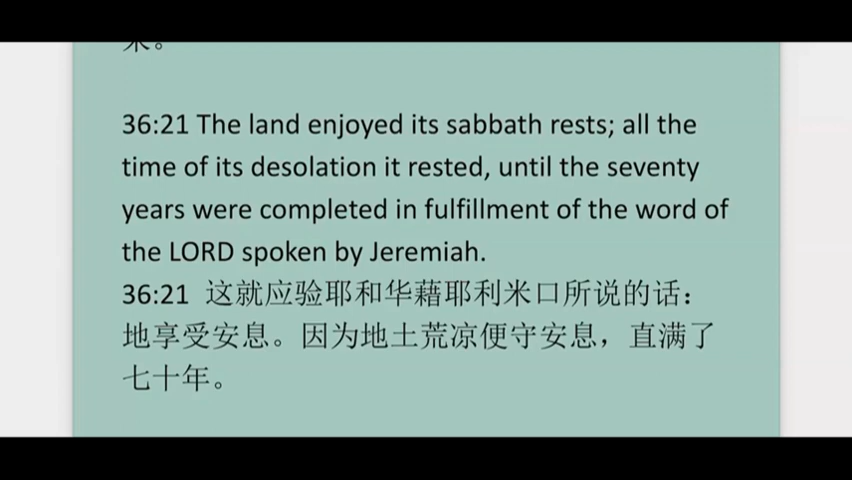 来。
36:21 The land enjoyed its sabbath rests; all the
time of its desolation it rested, until the seventy
years were completed in fulfillment of the word of
the LORD spoken by Jeremiah.
36:21 这就应验耶和华藉耶利米口所说的话：
地享受安息。因为地土荒凉便守安息，直满了
七十年。